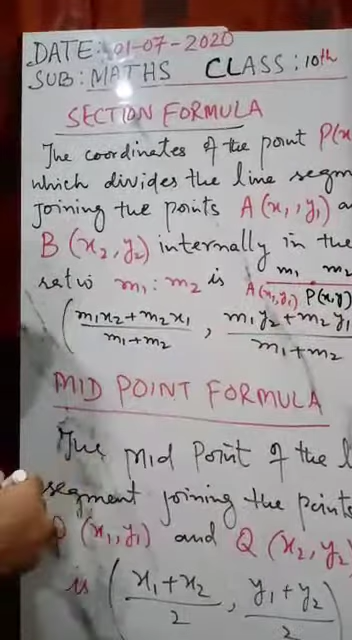 DATE: 01-07-2020
SUB: MATHS CLASS: 10th
SECTION FORMULA
The coordinates of the point P(x
which divides the line segm
joining the points A(x₁, y₁) a
B (x₂, y₂) internally in the
ratio m₁ : m₂ is m₁ m₂
A(x₁,y₁) P(x,y)
(m₁x₂+m₂x₁ / m₁+m₂ , m₁y₂+m₂y₁ / m₁+m₂
MID POINT FORMULA
The Mid Point of the l
segment joining the points
P (x₁, y₁) and Q (x₂, y₂)
is (x₁+x₂ / 2 , y₁+y₂ / 2)